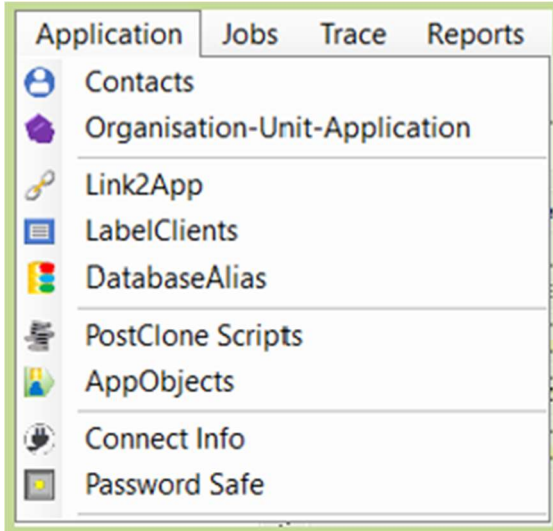 Application Jobs Trace Reports
Contacts
Organisation-Unit-Application
Link2App
LabelClients
DatabaseAlias
PostClone Scripts
AppObjects
Connect Info
Password Safe